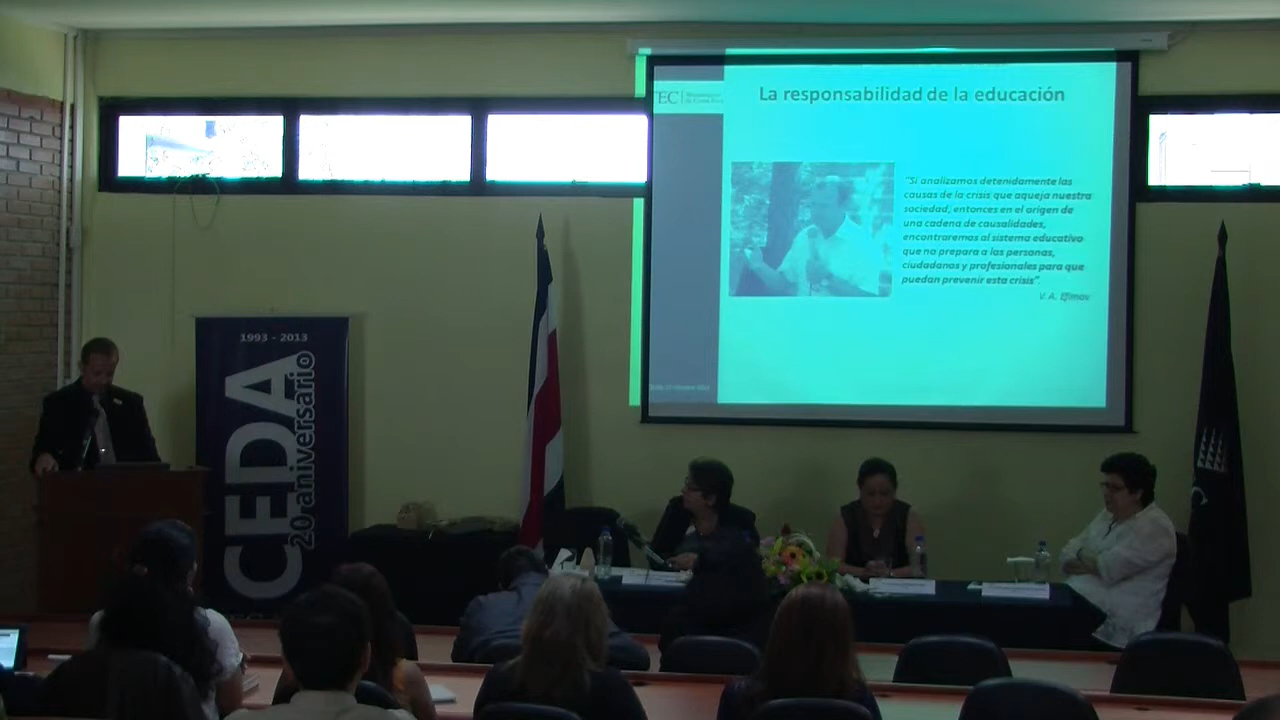 TEC
La responsabilidad de la educación
"Si analizamos detenidamente las
causas de la crisis que aqueja nuestra
sociedad, entonces en el origen de
una cadena de causalidades,
encontraremos al sistema educativo
que no prepara a las personas,
ciudadanos y profesionales para que
puedan prevenir esta crisis".
V. A. Efimov
1993 - 2013
CEDA
20 aniversario